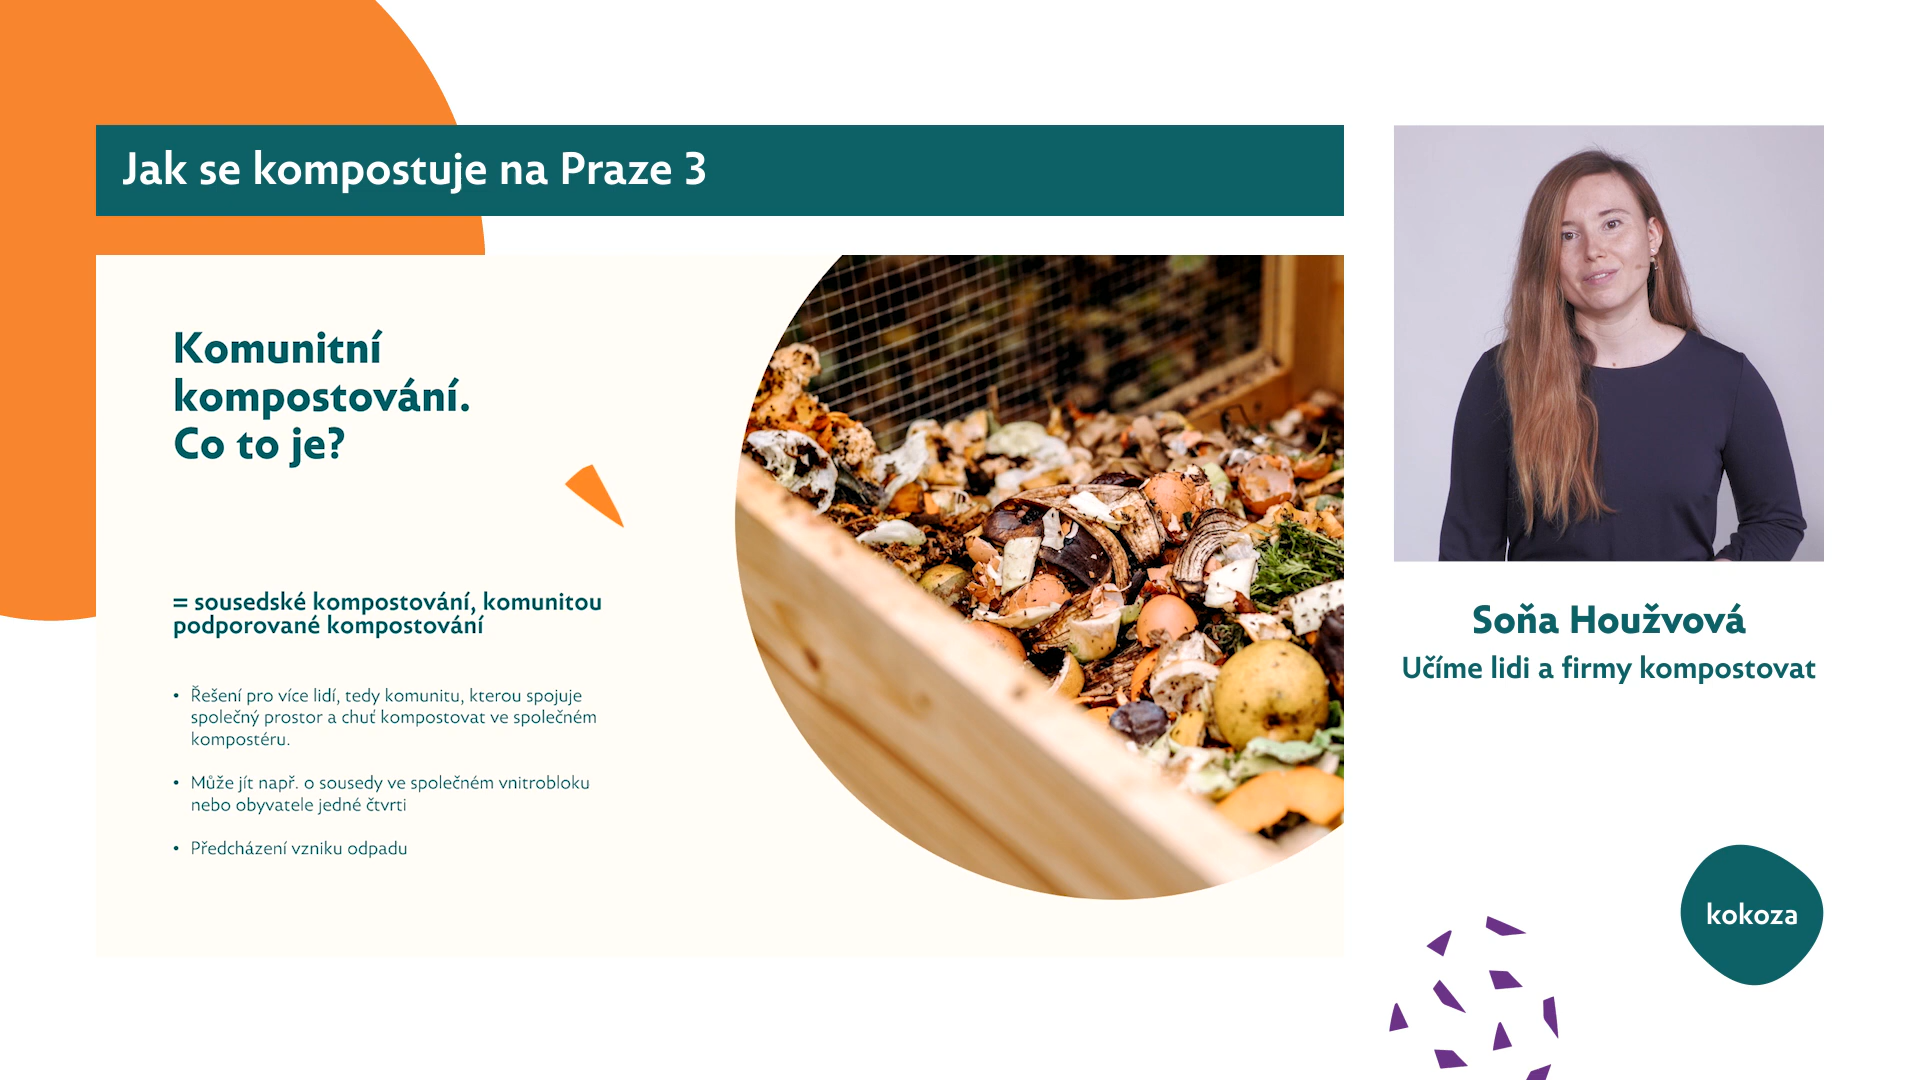 Jak se kompostuje na Praze 3
Komunitní
kompostování.
Co to je?
= sousedské kompostování, komunitou
podporované kompostování
• Řešení pro více lidí, tedy komunitu, kterou spojuje
společný prostor a chuť kompostovat ve společném
kompostéru.
• Může jít např. o sousedy ve společném vnitrobloku
nebo obyvatele jedné čtvrti
• Předcházení vzniku odpadu
Soňa Houžvová
Učíme lidi a firmy kompostovat
kokoza